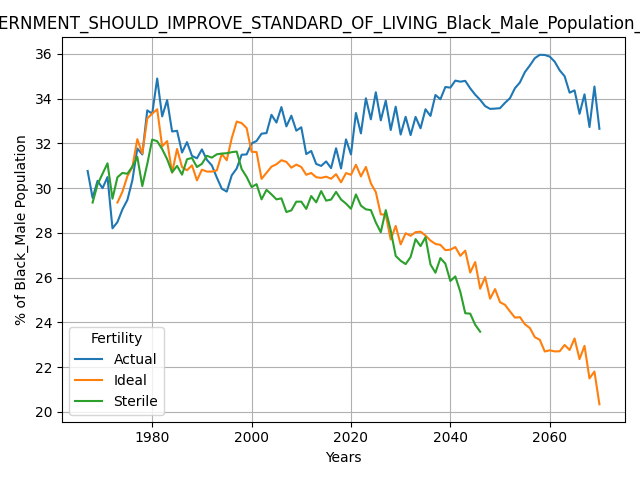 ERNMENT_SHOULD_IMPROVE_STANDARD_OF_LIVING_Black_Male_Population_
36
34
32
30
28
26
24
22
20
% of Black_Male Population
Fertility
Actual
Ideal
Sterile
1980
2000
2020
2040
2060
Years